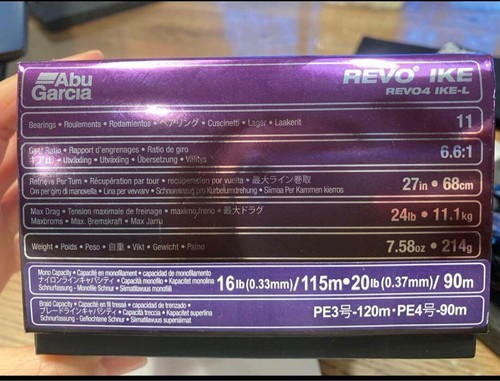 Abu
Garcia
REVO® IKE
REVO4 IKE-L
Bearings • Roulements • Rodamientos • ベアリング • Cuscinetti • Lager • Laakerit
11
Gear Ratio • Rapport d'engrenages • Ratio de giro
ギア比 • Utväxling • Utväxling • Übersetzung • Välitys
6.6:1
Retrieve Per Turn • Récupération par tour • recuperación por vuelta • 最大ライン巻取
On per giro di manovella • Lina per vevvarv • Schnureinzug pro Kurbelumdrehung • Siimaa Per Kammen kierros
27in • 68cm
Max Drag • Tension maximale de freinage • maximo freno • 最大ドラグ
Maxbroms • Max. Bremskraft • Max Jarru
24lb • 11.1kg
Weight • Poids • Peso • 自重 • Vikt • Gewicht • Paino
7.58oz • 214g
Mono Capacity • Capacité en monofilament • capacidad de monofilamento
ナイロンラインキャパシティ • Capacità monofilo • Kapacitet monolina
Schnurfassung - Monofile Schnur • Siimatilavuus
16lb (0.33mm)/115m•20lb (0.37mm)/90m
Braid Capacity • Capacité en fil tressé • capacidad de trenzado •
ブレードラインキャパシティ • Capacità treccia • Kapacitet superlina
Schnurfassung - Geflochtene Schnur • Siimatilavuus supersiimat
PE3号-120m • PE4号-90m